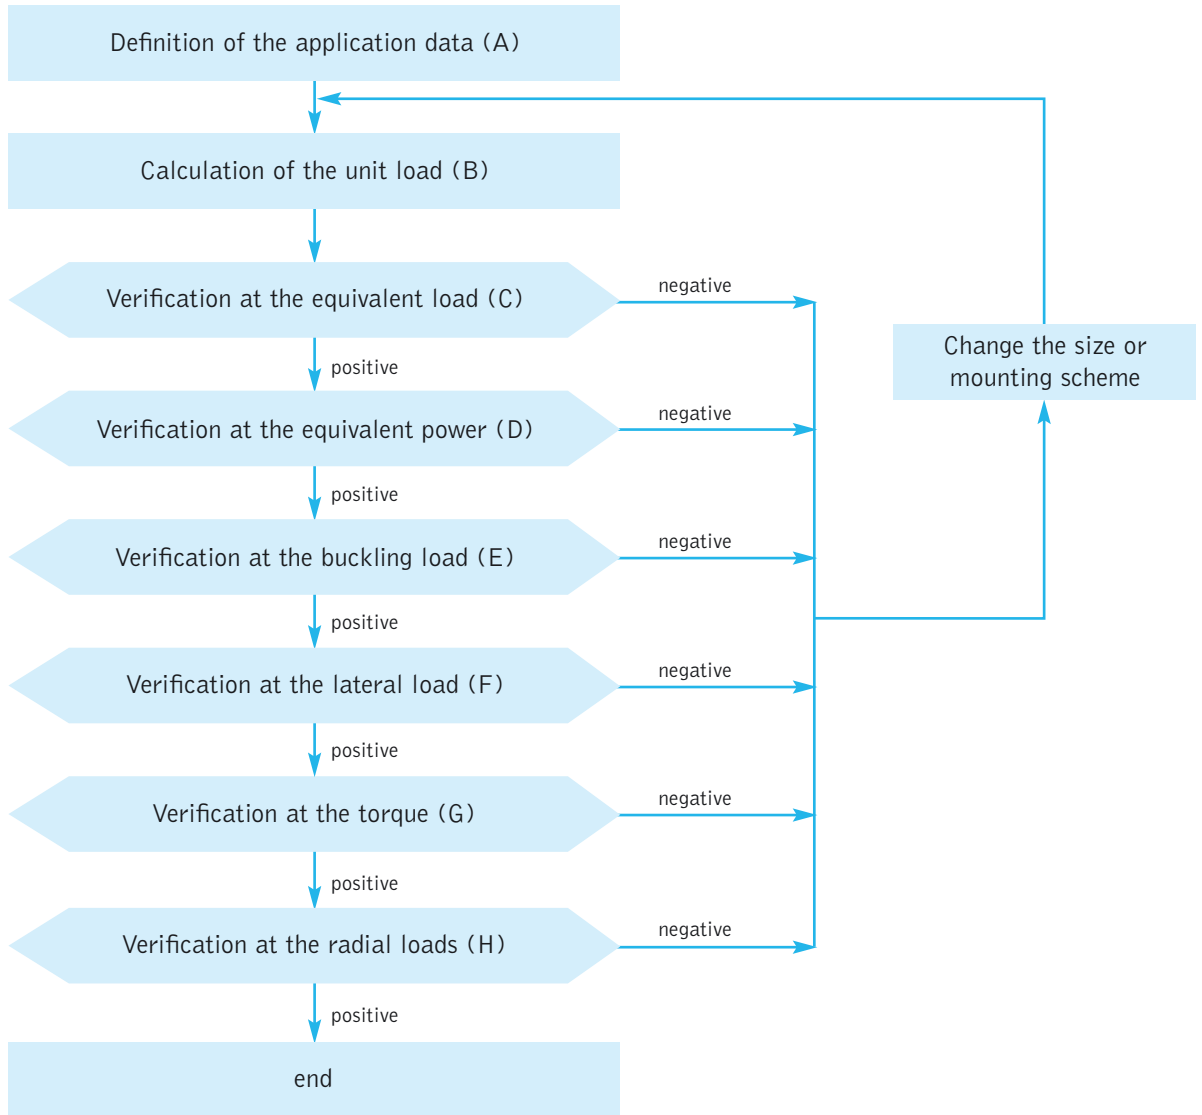 Definition of the application data (A)
Calculation of the unit load (B)
Verification at the equivalent load (C)
negative
positive
Change the size or
mounting scheme
Verification at the equivalent power (D)
negative
positive
Verification at the buckling load (E)
negative
positive
Verification at the lateral load (F)
negative
positive
Verification at the torque (G)
negative
positive
Verification at the radial loads (H)
negative
positive
end